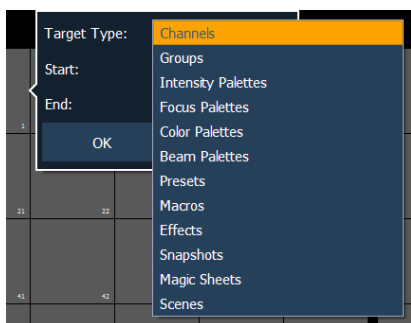 Target Type:
Channels
Start:
Groups
Intensity Palettes
End:
Focus Palettes
Color Palettes
OK
Beam Palettes
Presets
Macros
Effects
Snapshots
Magic Sheets
Scenes
1
21
22
41
42